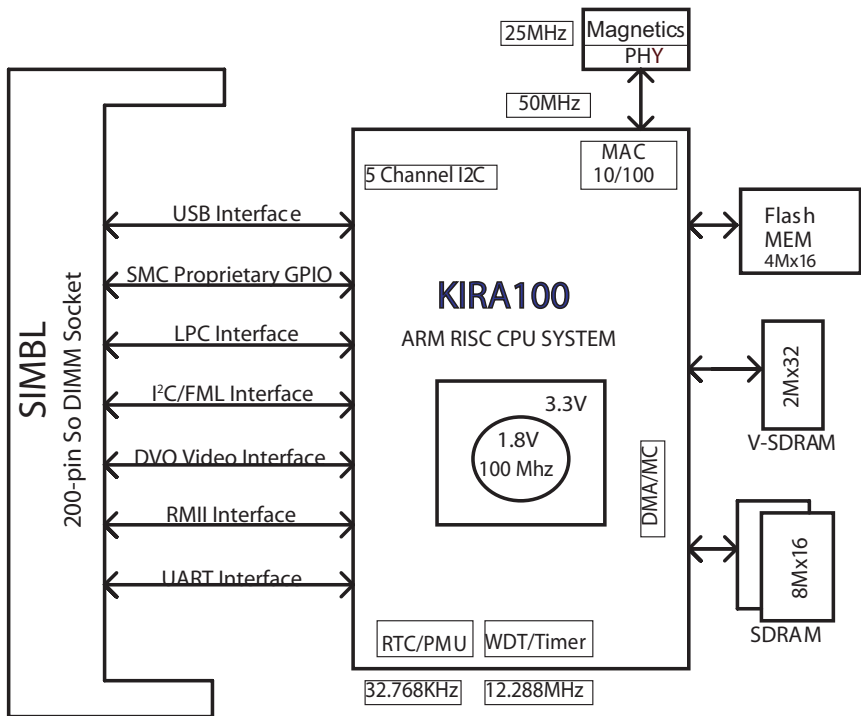 25MHz
Magnetics
PHY
50MHz
MAC
10/100
5 Channel I2C
USB Interface
SMC Proprietary GPIO
LPC Interface
I²C/FML Interface
DVO Video Interface
RMII Interface
UART Interface
SIMBL
200-pin So DIMM Socket
KIRA100
ARM RISC CPU SYSTEM
3.3V
1.8V
100 Mhz
DMA/MC
Flash
MEM
4Mx16
2Mx32
V-SDRAM
8Mx16
SDRAM
RTC/PMU
WDT/Timer
32.768KHz
12.288MHz